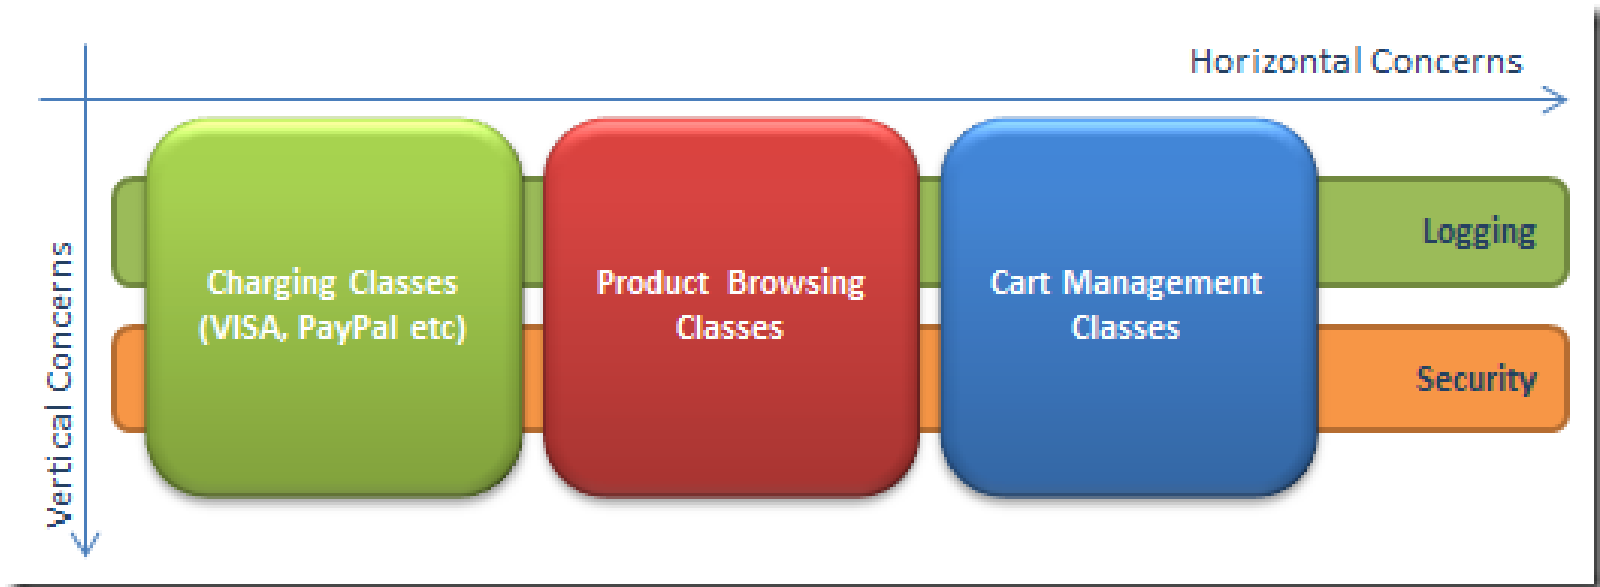 Horizontal Concerns
Vertical Concerns
Charging Classes
(VISA, PayPal etc)
Product Browsing
Classes
Cart Management
Classes
Logging
Security